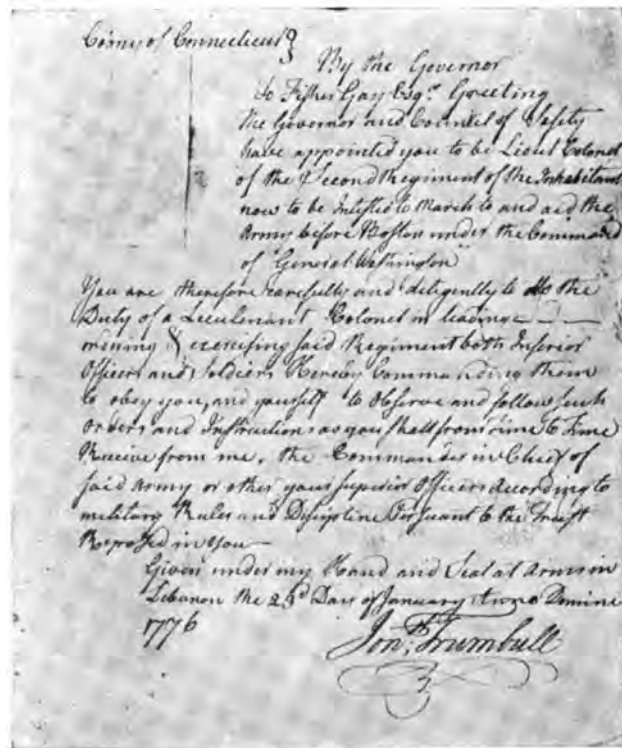 Colony of Connecticut }
By the Governor
To Fisher Gay Esqr. Greeting
The Governor and Council of Safety
have appointed you to be Lieut Colonel
of the Second Regiment of the Inhabitants
now to be Inlisted to March to and aid the
Army before Boston under the Command
of General Washington
You are therefore carefully and diligently to do the
Duty of a Lieutenant Colonel in leading
ordering & exercising said Regiment both Inferior
Officers and Soldiers Hereby Commanding them
to obey you, and yourself to Observe and follow such
orders and Instructions as you shall from time to time
Receive from me, the Commander in Chief of
said Army or other your superior Officers According to
military Rules and Discipline Persuant to the Trust
Reposed in you
Given under my Hand and Seal at Arms in
Lebanon the 23d Day of January Anno Domini
1776
Jonth. Trumbull